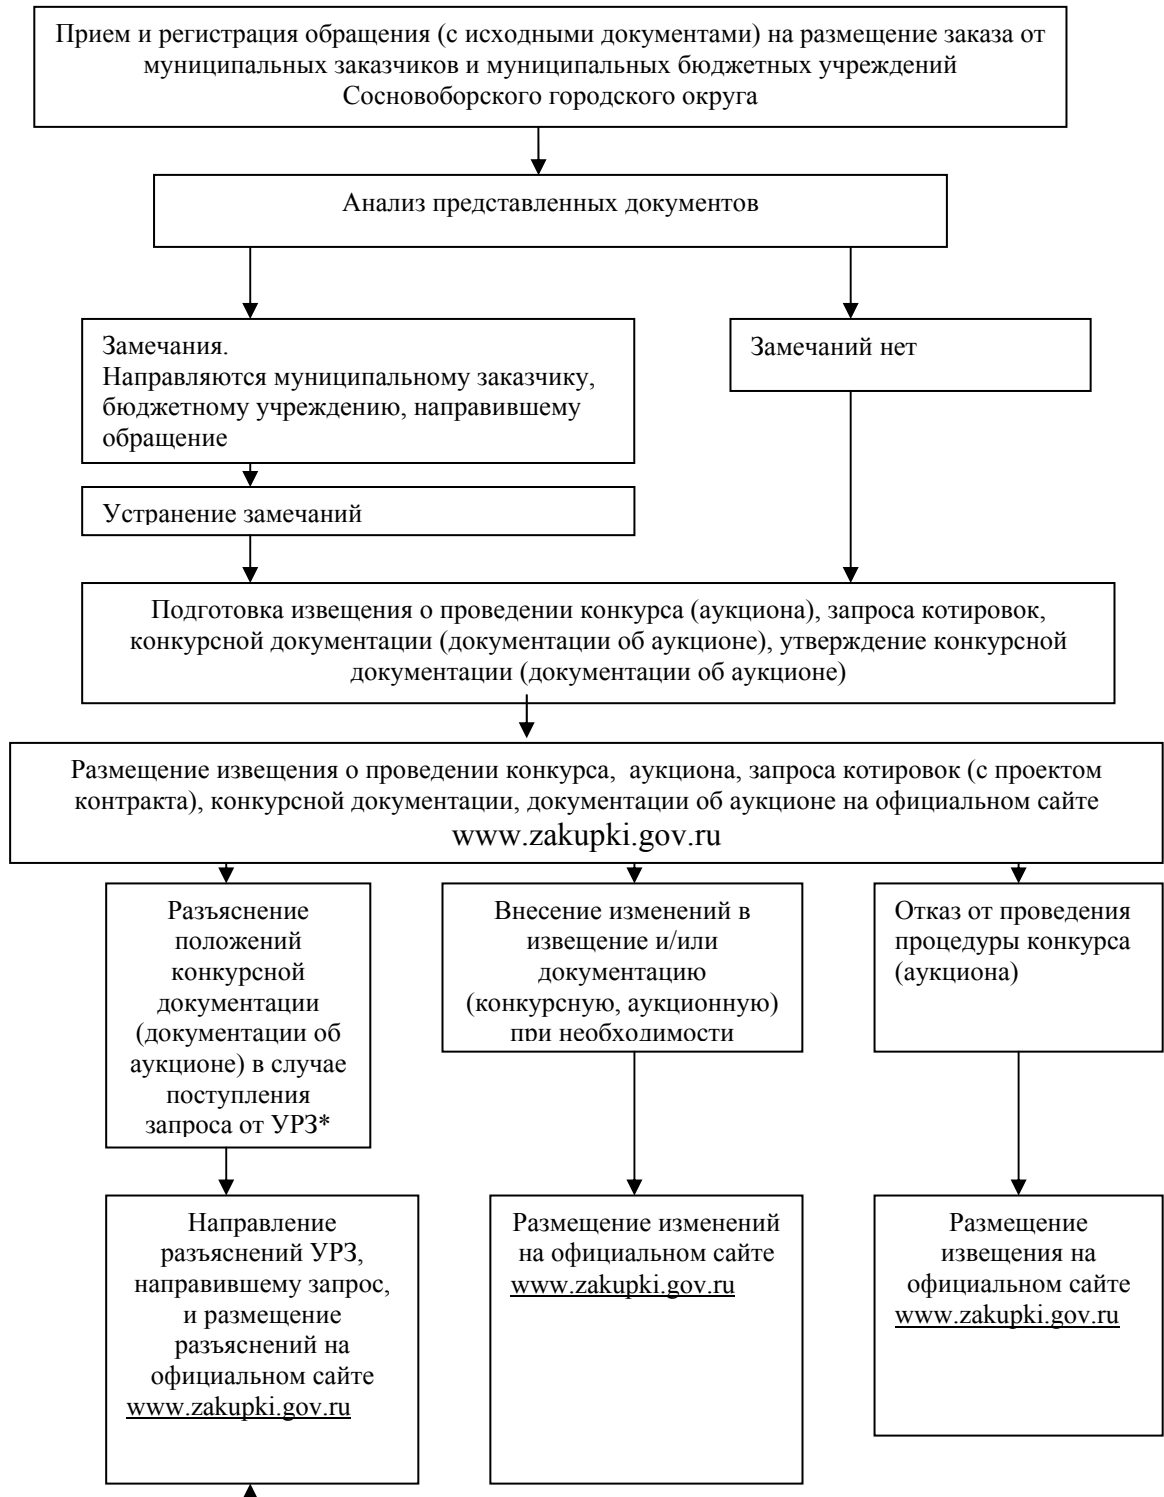 Прием и регистрация обращения (с исходными документами) на размещение заказа от
муниципальных заказчиков и муниципальных бюджетных учреждений
Сосновоборского городского округа
Анализ представленных документов
Замечания.
Направляются муниципальному заказчику,
бюджетному учреждению, направившему
обращение
Замечаний нет
Устранение замечаний
Подготовка извещения о проведении конкурса (аукциона), запроса котировок,
конкурсной документации (документации об аукционе), утверждение конкурсной
документации (документации об аукционе)
Размещение извещения о проведении конкурса, аукциона, запроса котировок (с проектом
контракта), конкурсной документации, документации об аукционе на официальном сайте
www.zakupki.gov.ru
Разъяснение
положений
конкурсной
документации
(документации об
аукционе) в случае
поступления
запроса от УРЗ*
Внесение изменений в
извещение и/или
документацию
(конкурсную, аукционную)
при необходимости
Отказ от проведения
процедуры конкурса
(аукциона)
Направление
разъяснений УРЗ,
направившему запрос,
и размещение
разъяснений на
официальном сайте
www.zakupki.gov.ru
Размещение изменений
на официальном сайте
www.zakupki.gov.ru
Размещение
извещения на
официальном сайте
www.zakupki.gov.ru